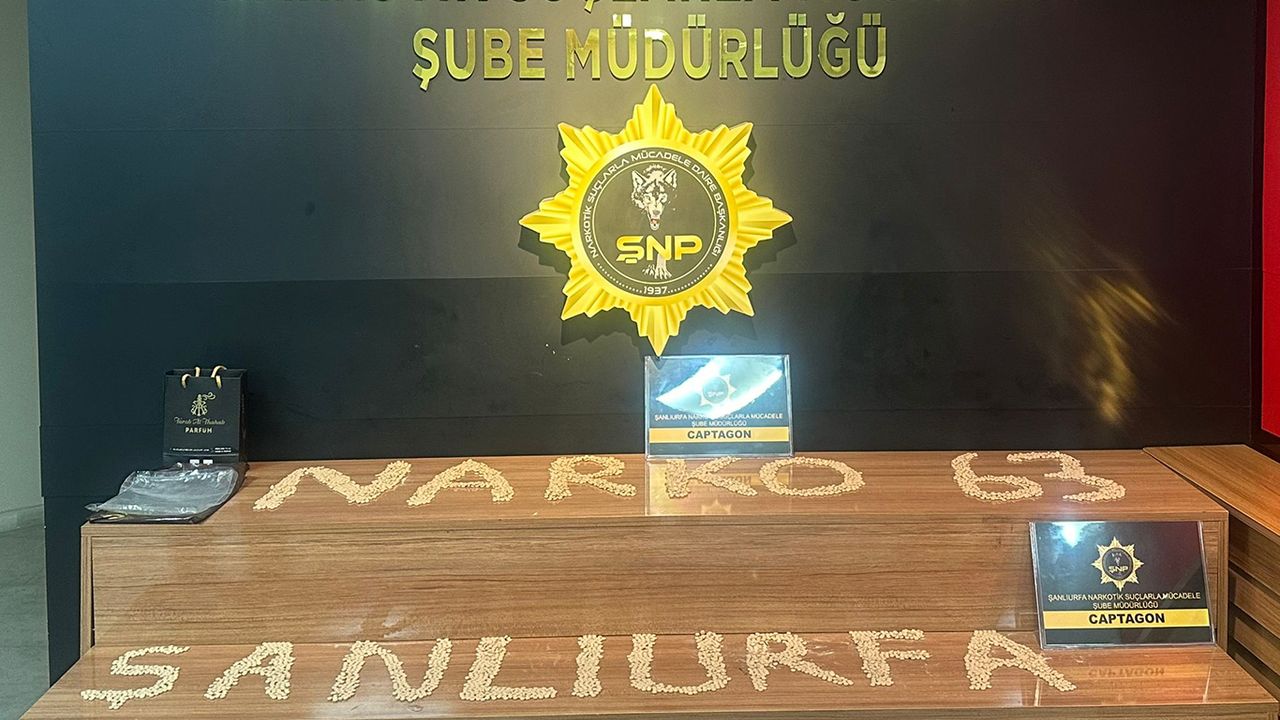 ŞUBE MÜDÜRLÜĞÜ
NARKOTİK SUÇLARLA MÜCADELE DAİRE BAŞKANLIĞI
ŞNP
1937
ŞANLIURFA NARKOTİK SUÇLARLA MÜCADELE
ŞUBE MÜDÜRLÜĞÜ
CAPTAGON
PARFUM
NARKO 63
ŞNP
ŞANLIURFA NARKOTİK SUÇLARLA MÜCADELE
ŞUBE MÜDÜRLÜĞÜ
CAPTAGON
ŞANLIURFA